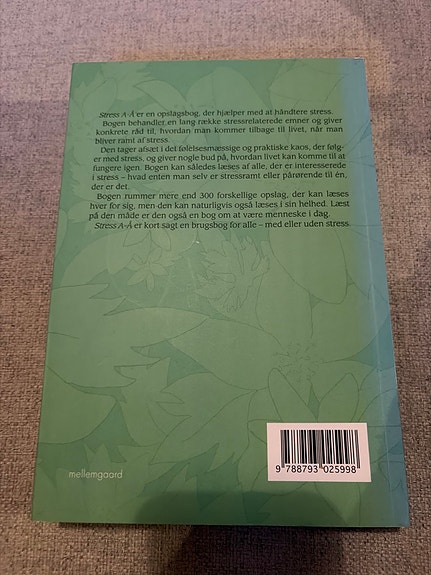 Stress A-Å er en opslagsbog, der hjælper med at håndtere stress.
Bogen behandler en lang række stressrelaterede emner og giver
konkrete råd til, hvordan man kommer tilbage til livet, når man
bliver ramt af stress.
Den tager afsæt i det følelsesmæssige og praktiske kaos, der følg-
er med stress, og giver nogle bud på, hvordan livet kan komme til at
fungere igen. Bogen kan således læses af alle, der er interesserede
i stress – hvad enten man selv er stressramt eller pårørende til én,
der er det.
Bogen rummer mere end 300 forskellige opslag, der kan læses
hver for sig, men den kan naturligvis også læses i sin helhed. Læst
på den måde er den også en bog om at være menneske i dag.
Stress A-Å er kort sagt en brugsbog for alle – med eller uden stress.
9 788793 025998
mellemgaard